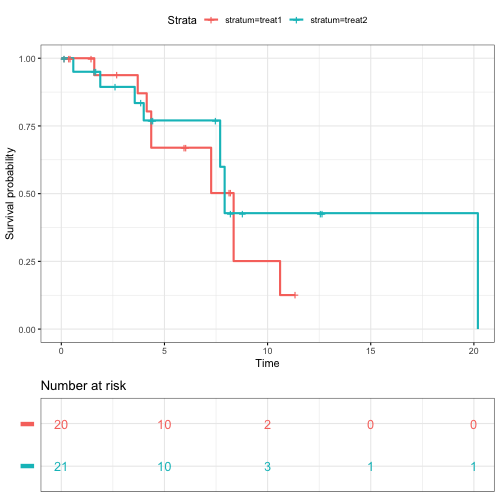 Strata stratum=treat1 stratum=treat2
1.00
0.75
0.50
0.25
0.00
Survival probability
0 5 10 15 20
Time
Number at risk
20 10 2 0 0
21 10 3 1 1